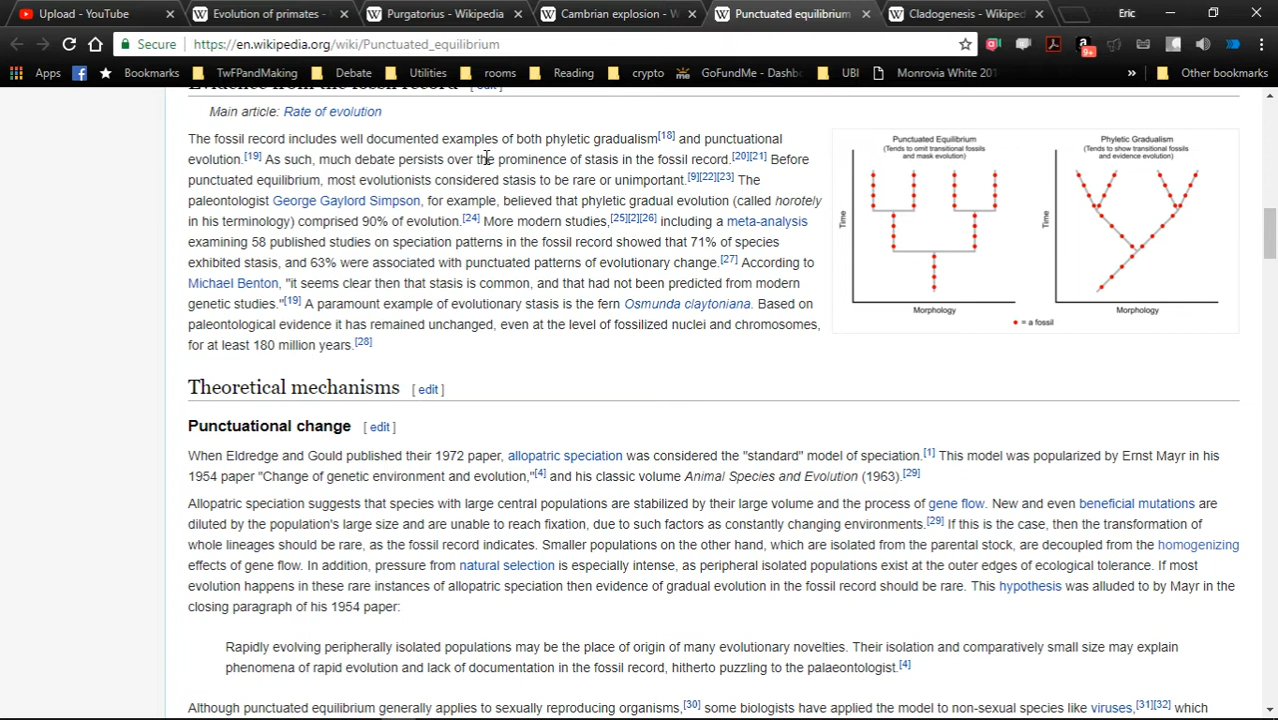 Upload - YouTube
Evolution of primates -
Purgatorius - Wikipedia
Cambrian explosion - W
Punctuated equilibrium
Cladogenesis - Wikiped
Eric
Secure
https://en.wikipedia.org/wiki/Punctuated_equilibrium
9+
Apps
Bookmarks
TwFPandMaking
Debate
Utilities
rooms
Reading
crypto
me
GoFundMe - Dashb
UBI
Monrovia White 201
»
Other bookmarks
Evidence from the fossil record [ edit ]
Main article: Rate of evolution
The fossil record includes well documented examples of both phyletic gradualism[18] and punctuational
evolution.[19] As such, much debate persists over the prominence of stasis in the fossil record.[20][21] Before
punctuated equilibrium, most evolutionists considered stasis to be rare or unimportant.[9][22][23] The
paleontologist George Gaylord Simpson, for example, believed that phyletic gradual evolution (called horotely
in his terminology) comprised 90% of evolution.[24] More modern studies,[25][2][26] including a meta-analysis
examining 58 published studies on speciation patterns in the fossil record showed that 71% of species
exhibited stasis, and 63% were associated with punctuated patterns of evolutionary change.[27] According to
Michael Benton, "it seems clear then that stasis is common, and that had not been predicted from modern
genetic studies."[19] A paramount example of evolutionary stasis is the fern Osmunda claytoniana. Based on
paleontological evidence it has remained unchanged, even at the level of fossilized nuclei and chromosomes,
for at least 180 million years.[28]
Punctuated Equilibrium
(Tends to omit transitional fossils
and mask evolution)
Time
Morphology
Phyletic Gradualism
(Tends to show transitional fossils
and evidence evolution)
Time
Morphology
= a fossil
Theoretical mechanisms [ edit ]
Punctuational change [ edit ]
When Eldredge and Gould published their 1972 paper, allopatric speciation was considered the "standard" model of speciation.[1] This model was popularized by Ernst Mayr in his
1954 paper "Change of genetic environment and evolution,"[4] and his classic volume Animal Species and Evolution (1963).[29]
Allopatric speciation suggests that species with large central populations are stabilized by their large volume and the process of gene flow. New and even beneficial mutations are
diluted by the population's large size and are unable to reach fixation, due to such factors as constantly changing environments.[29] If this is the case, then the transformation of
whole lineages should be rare, as the fossil record indicates. Smaller populations on the other hand, which are isolated from the parental stock, are decoupled from the homogenizing
effects of gene flow. In addition, pressure from natural selection is especially intense, as peripheral isolated populations exist at the outer edges of ecological tolerance. If most
evolution happens in these rare instances of allopatric speciation then evidence of gradual evolution in the fossil record should be rare. This hypothesis was alluded to by Mayr in the
closing paragraph of his 1954 paper:
Rapidly evolving peripherally isolated populations may be the place of origin of many evolutionary novelties. Their isolation and comparatively small size may explain
phenomena of rapid evolution and lack of documentation in the fossil record, hitherto puzzling to the palaeontologist.[4]
Although punctuated equilibrium generally applies to sexually reproducing organisms,[30] some biologists have applied the model to non-sexual species like viruses,[31][32] which